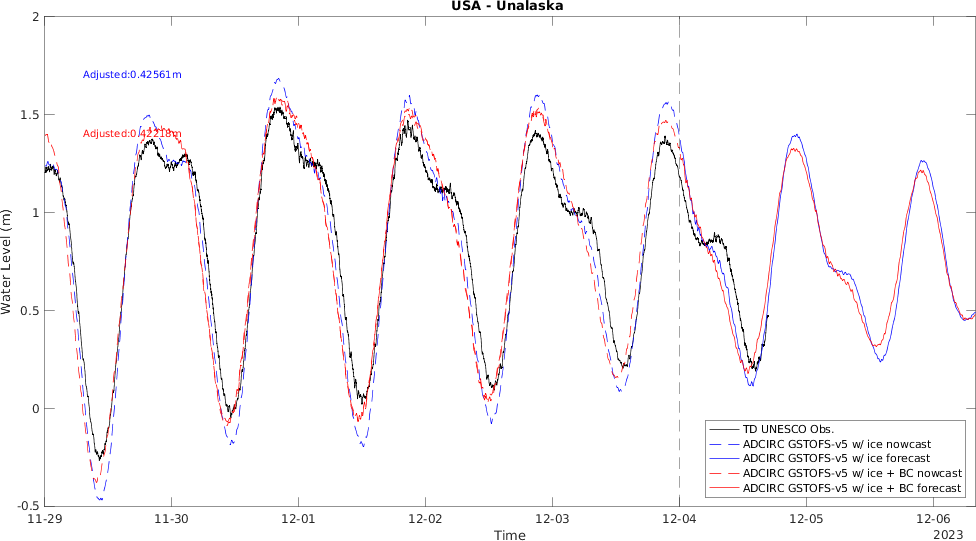 USA - Unalaska
2
Adjusted:0.42561m
1.5
Adjusted:0.42218m
1
0.5
0
-0.5
Water Level (m)
TD UNESCO Obs.
ADCIRC GSTOFS-v5 w/ ice nowcast
ADCIRC GSTOFS-v5 w/ ice forecast
ADCIRC GSTOFS-v5 w/ ice + BC nowcast
ADCIRC GSTOFS-v5 w/ ice + BC forecast
11-29 11-30 12-01 12-02 12-03 12-04 12-05 12-06
Time
2023